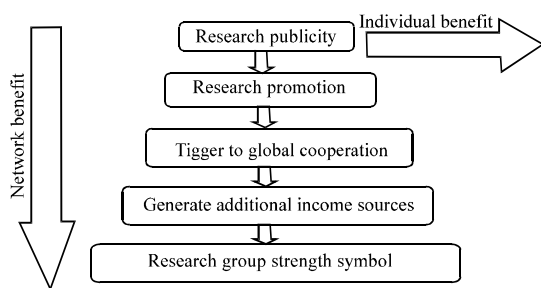 Individual benefit
Research publicity
Research promotion
Tigger to global cooperation
Generate additional income sources
Research group strength symbol
Network benefit